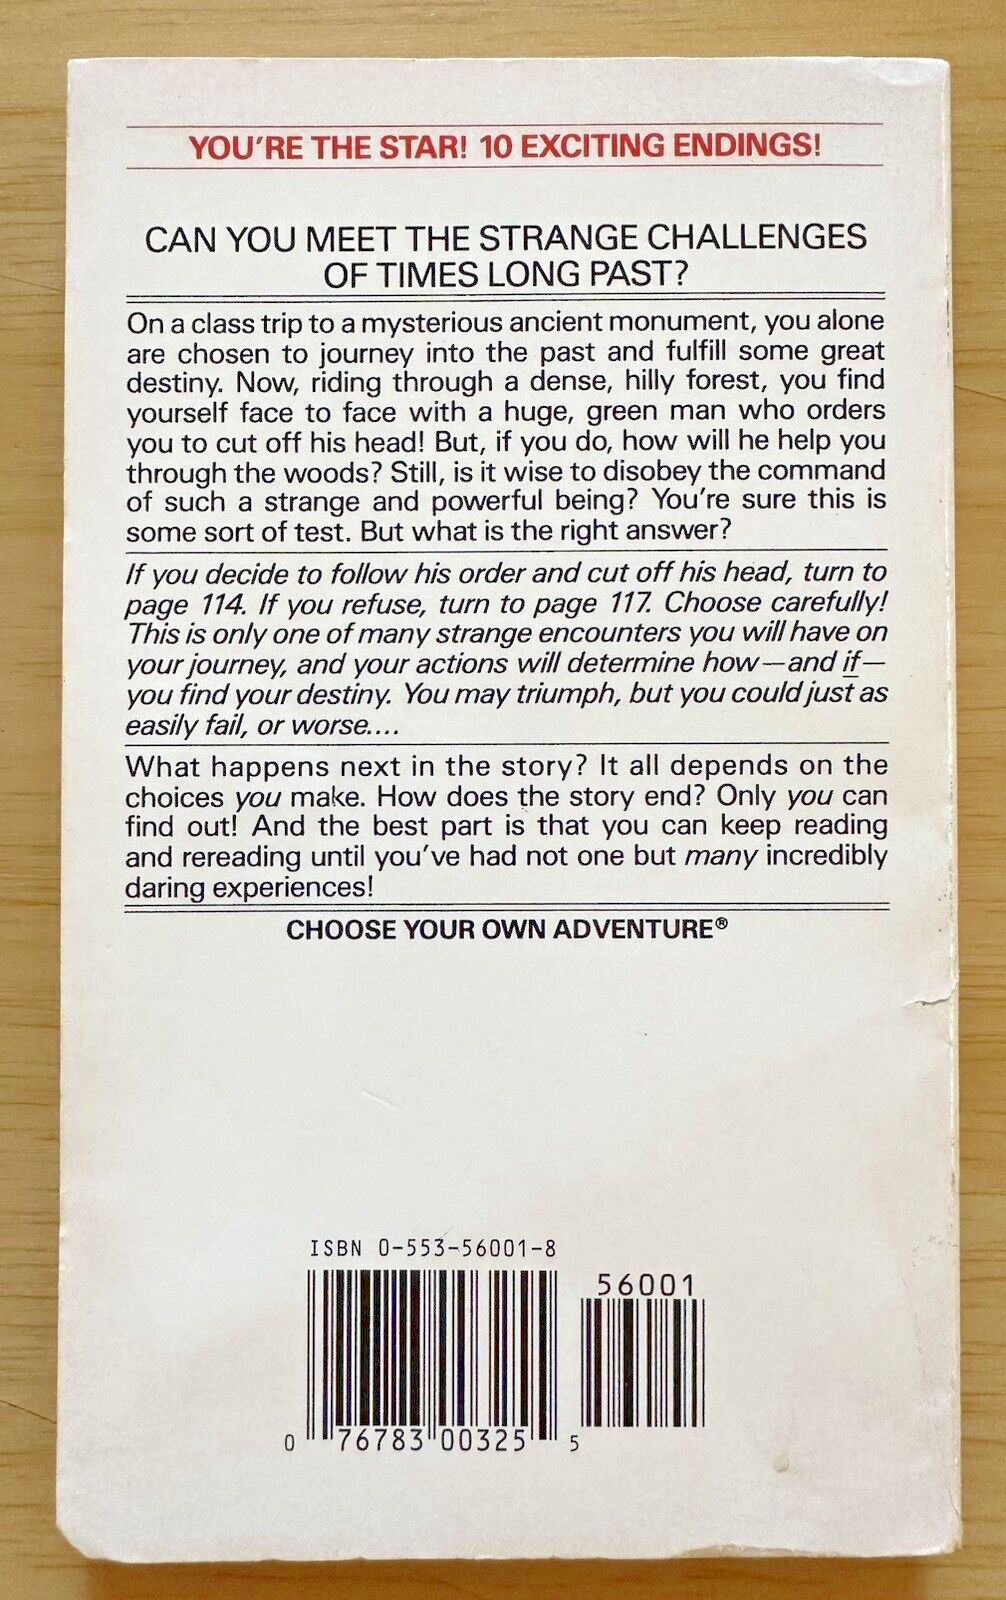 YOU'RE THE STAR! 10 EXCITING ENDINGS!
CAN YOU MEET THE STRANGE CHALLENGES
OF TIMES LONG PAST?
On a class trip to a mysterious ancient monument, you alone
are chosen to journey into the past and fulfill some great
destiny. Now, riding through a dense, hilly forest, you find
yourself face to face with a huge, green man who orders
you to cut off his head! But, if you do, how will he help you
through the woods? Still, is it wise to disobey the command
of such a strange and powerful being? You're sure this is
some sort of test. But what is the right answer?
If you decide to follow his order and cut off his head, turn to
page 114. If you refuse, turn to page 117. Choose carefully!
This is only one of many strange encounters you will have on
your journey, and your actions will determine how—and if—
you find your destiny. You may triumph, but you could just as
easily fail, or worse....
What happens next in the story? It all depends on the
choices you make. How does the story end? Only you can
find out! And the best part is that you can keep reading
and rereading until you've had not one but many incredibly
daring experiences!
CHOOSE YOUR OWN ADVENTURE®
ISBN 0-553-56001-8
56001
0 76783 00325 5